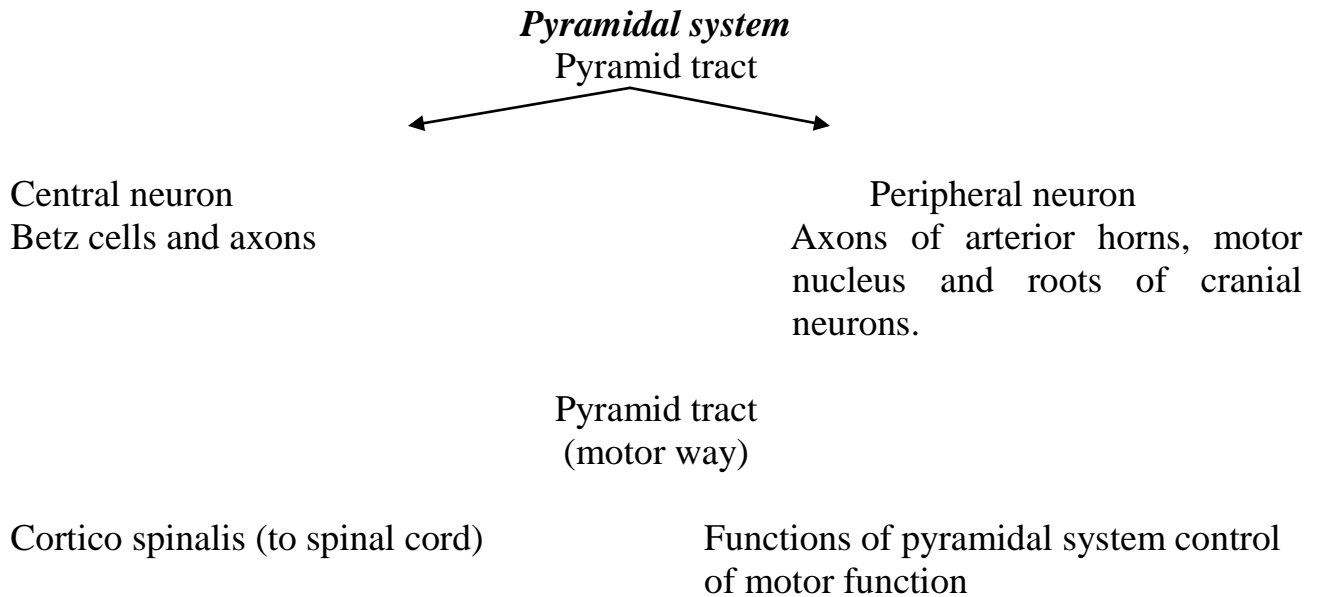 Pyramidal system
Pyramid tract
Central neuron
Betz cells and axons
Peripheral neuron
Axons of arterior horns, motor
nucleus and roots of cranial
neurons.
Pyramid tract
(motor way)
Cortico spinalis (to spinal cord)
Functions of pyramidal system control
of motor function